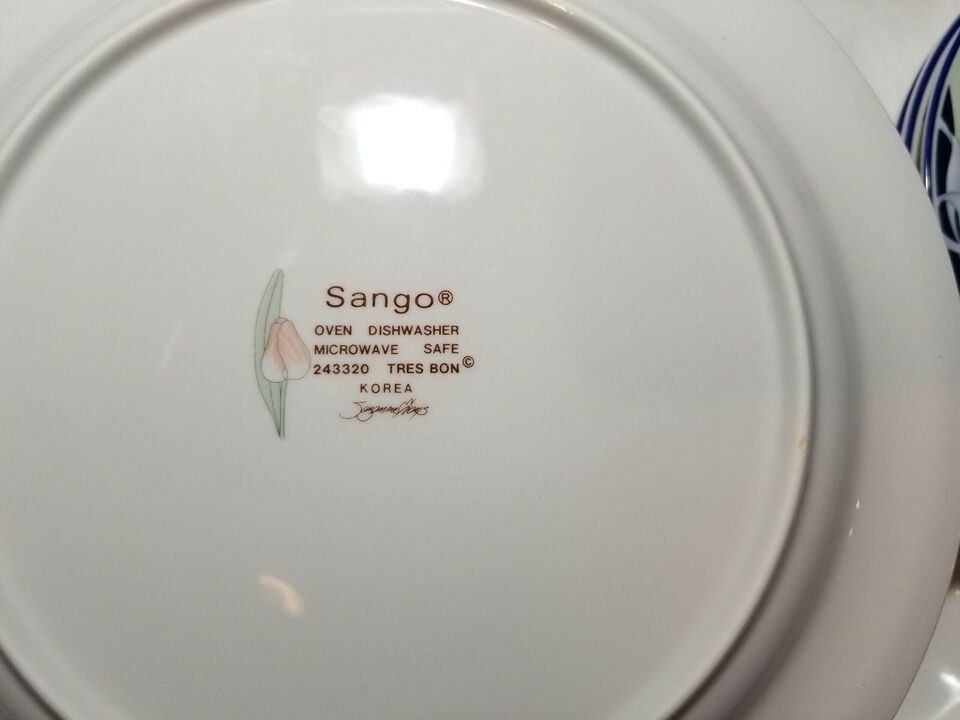 Sango®
OVEN DISHWASHER
MICROWAVE SAFE
243320 TRES BON©
KOREA